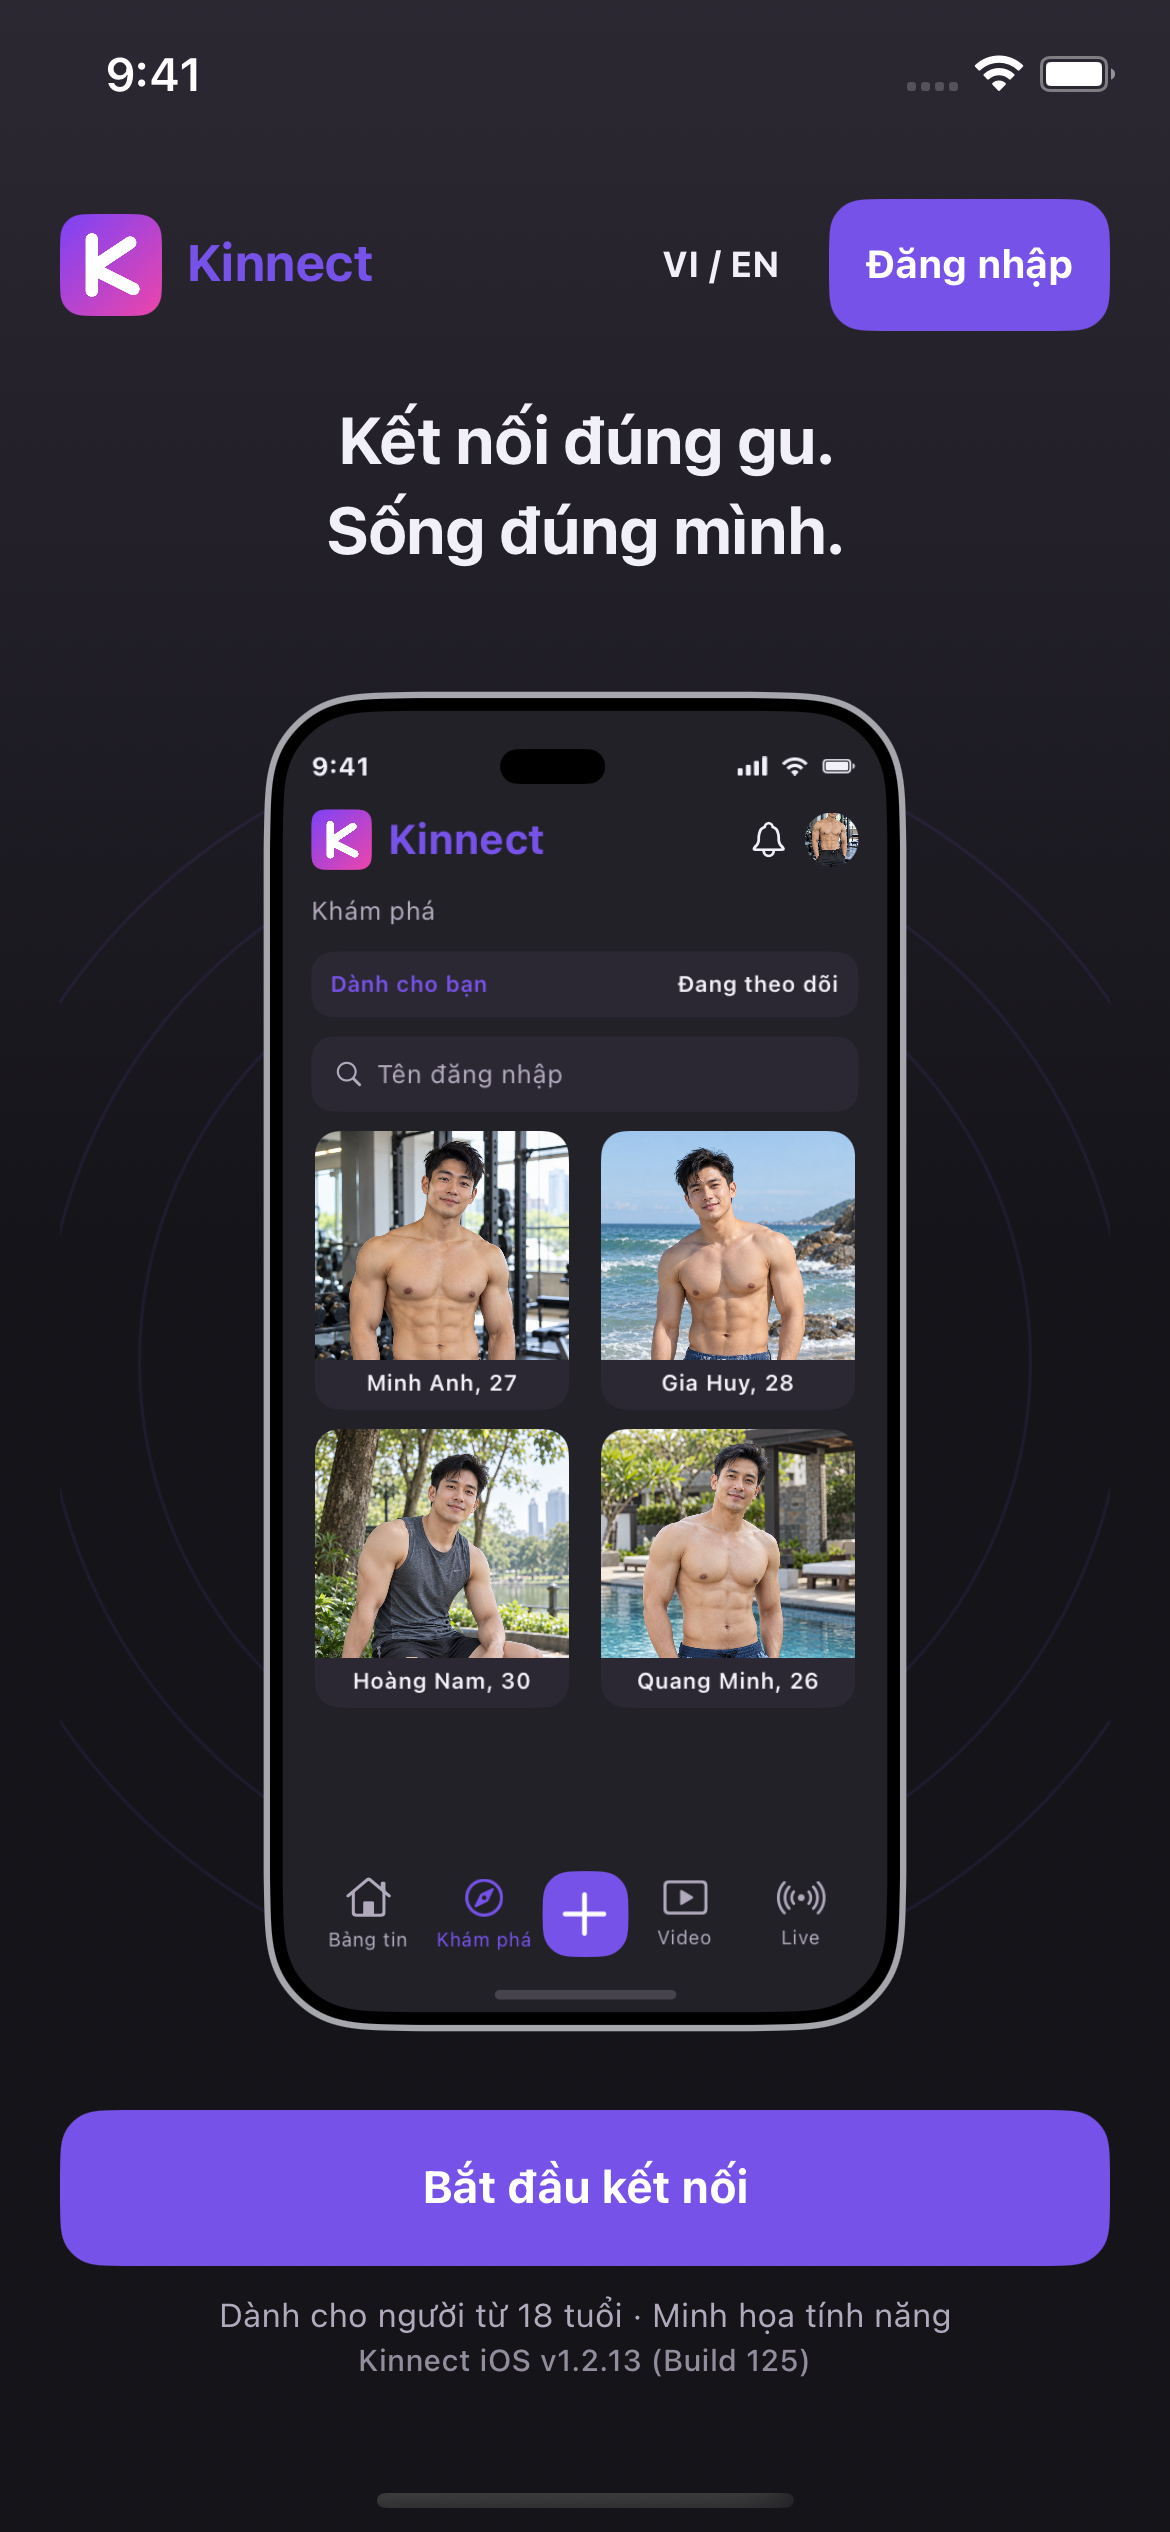 9:41
Kinnect
VI / EN
Đăng nhập
Kết nối đúng gu.
Sống đúng mình.
9:41
Kinnect
Khám phá
Dành cho bạn
Đang theo dõi
Tên đăng nhập
Minh Anh, 27
Gia Huy, 28
Hoàng Nam, 30
Quang Minh, 26
Bảng tin
Khám phá
Video
Live
Bắt đầu kết nối
Dành cho người từ 18 tuổi · Minh họa tính năng
Kinnect iOS v1.2.13 (Build 125)